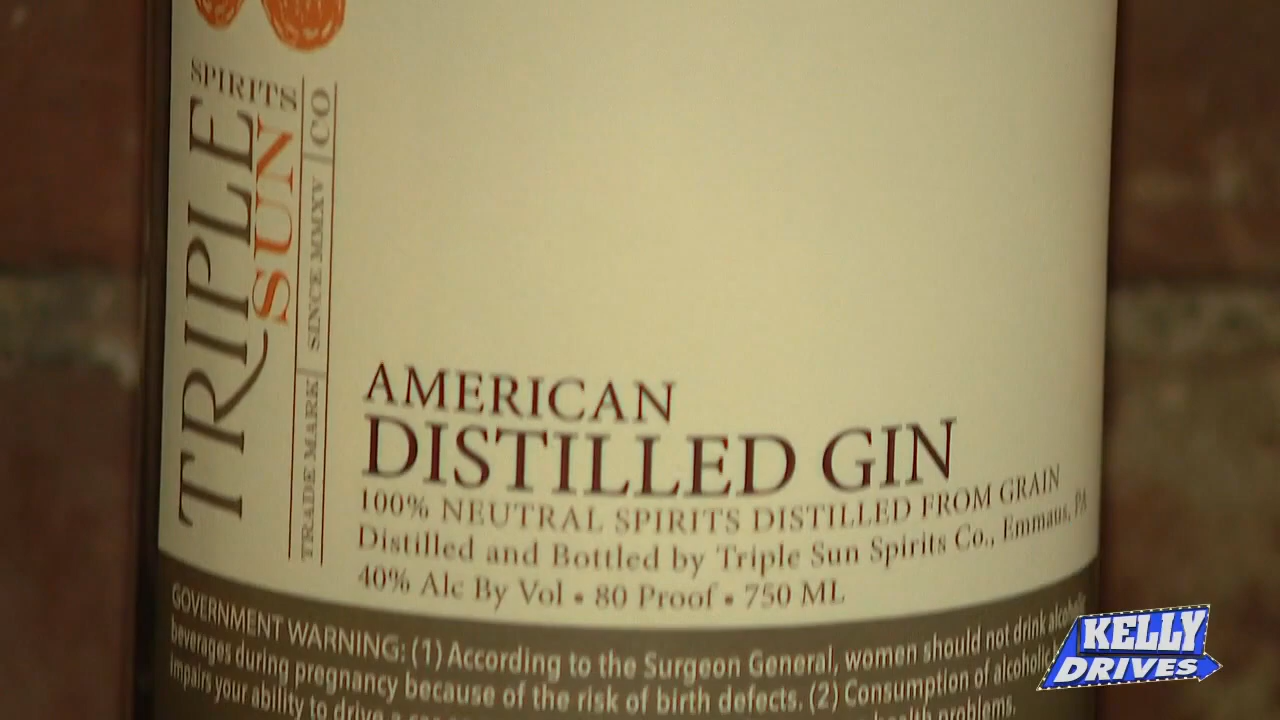 TRIPLE
SPIRITS
SUN
CO
TRADE MARK
SINCE MMXV
AMERICAN
DISTILLED GIN
100% NEUTRAL SPIRITS DISTILLED FROM GRAIN
Distilled and Bottled by Triple Sun Spirits Co., Emmaus, PA
40% Alc By Vol • 80 Proof • 750 ML
GOVERNMENT WARNING: (1) According to the Surgeon General, women should not drink alcoholic
beverages during pregnancy because of the risk of birth defects. (2) Consumption of alcoholic
impairs your ability to drive a health problems.
KELLY
DRIVES